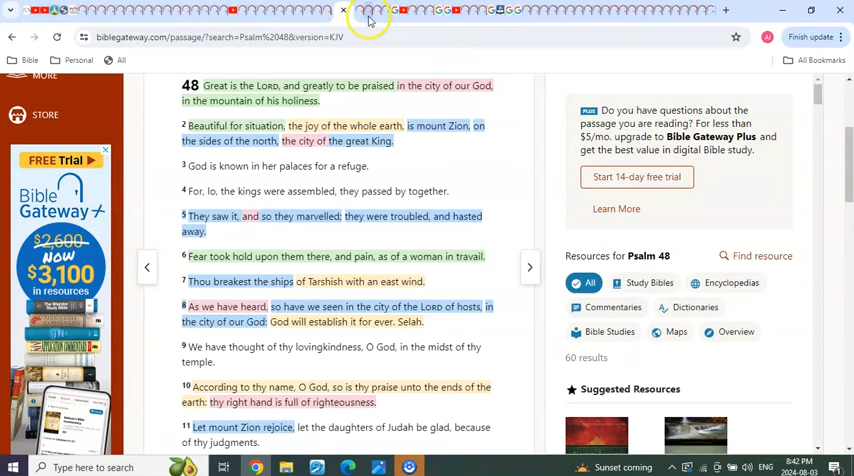 biblegateway.com/passage/?search=Psalm%2048&version=KJV
AI
Finish update
Bible
Personal
All
All Bookmarks
MORE
STORE
FREE Trial
Bible
Gateway+
$2,600
NOW
$3,100
in resources
48 Great is the LORD, and greatly to be praised in the city of our God,
in the mountain of his holiness.
2 Beautiful for situation, the joy of the whole earth, is mount Zion, on
the sides of the north, the city of the great King.
3 God is known in her palaces for a refuge.
4 For, lo, the kings were assembled, they passed by together.
5 They saw it, and so they marvelled; they were troubled, and hasted
away.
6 Fear took hold upon them there, and pain, as of a woman in travail.
7 Thou breakest the ships of Tarshish with an east wind.
8 As we have heard, so have we seen in the city of the LORD of hosts, in
the city of our God: God will establish it for ever. Selah.
9 We have thought of thy lovingkindness, O God, in the midst of thy
temple.
10 According to thy name, O God, so is thy praise unto the ends of the
earth: thy right hand is full of righteousness.
11 Let mount Zion rejoice, let the daughters of Judah be glad, because
of thy judgments.
PLUS Do you have questions about the
passage you are reading? For less than
$5/mo. upgrade to Bible Gateway Plus and
get the best value in digital Bible study.
Start 14-day free trial
Learn More
Resources for Psalm 48
Find resource
All
Study Bibles
Encyclopedias
Commentaries
Dictionaries
Bible Studies
Maps
Overview
60 results
Suggested Resources
Type here to search
Sunset coming
ENG
8:42 PM
2024-08-03